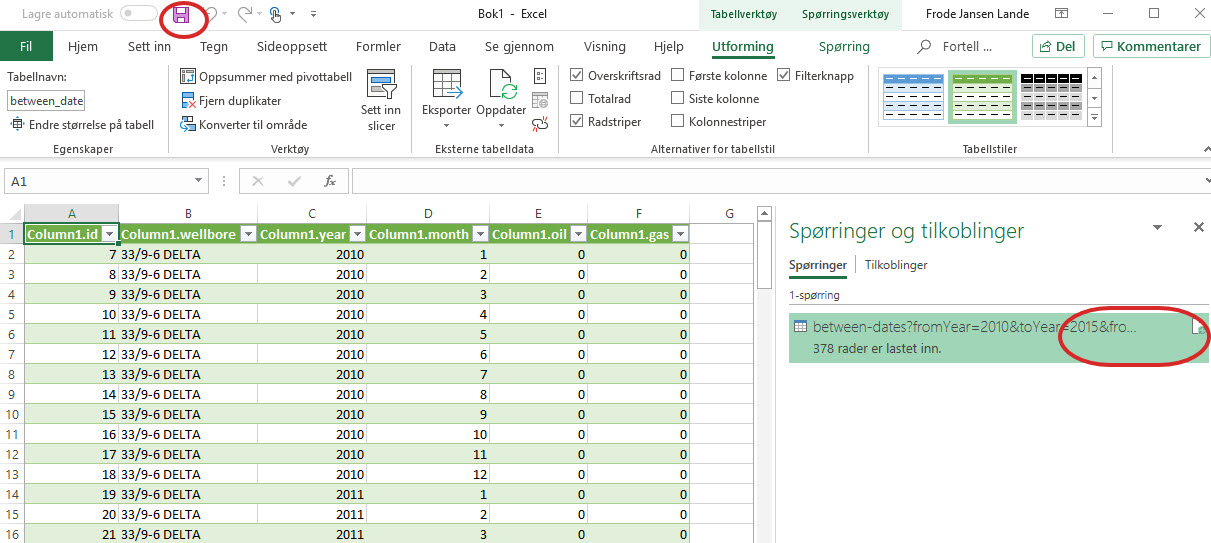 Lagre automatisk
Bok1 - Excel
Tabellverktøy
Spørringsverktøy
Frode Jansen Lande
Fil
Hjem
Sett inn
Tegn
Sideoppsett
Formler
Data
Se gjennom
Visning
Hjelp
Utforming
Spørring
Fortell ...
Del
Kommentarer
Tabellnavn:
between_date
Endre størrelse på tabell
Egenskaper
Oppsummer med pivottabell
Fjern duplikater
Konverter til område
Sett inn
slicer
Verktøy
Eksporter
Oppdater
Eksterne tabelldata
Overskriftsrad
Første kolonne
Filterknapp
Totalrad
Siste kolonne
Radstriper
Kolonnestriper
Alternativer for tabellstil
Tabellstiler
A1
fx
A B C D E F G
1 Column1.id Column1.wellbore Column1.year Column1.month Column1.oil Column1.gas
2 7 33/9-6 DELTA 2010 1 0 0
3 8 33/9-6 DELTA 2010 2 0 0
4 9 33/9-6 DELTA 2010 3 0 0
5 10 33/9-6 DELTA 2010 4 0 0
6 11 33/9-6 DELTA 2010 5 0 0
7 12 33/9-6 DELTA 2010 6 0 0
8 13 33/9-6 DELTA 2010 7 0 0
9 14 33/9-6 DELTA 2010 8 0 0
10 15 33/9-6 DELTA 2010 9 0 0
11 16 33/9-6 DELTA 2010 10 0 0
12 17 33/9-6 DELTA 2010 11 0 0
13 18 33/9-6 DELTA 2010 12 0 0
14 19 33/9-6 DELTA 2011 1 0 0
15 20 33/9-6 DELTA 2011 2 0 0
16 21 33/9-6 DELTA 2011 3 0 0
Spørringer og tilkoblinger
Spørringer
Tilkoblinger
1-spørring
between-dates?fromYear=2010&toYear=2015&fro...
378 rader er lastet inn.